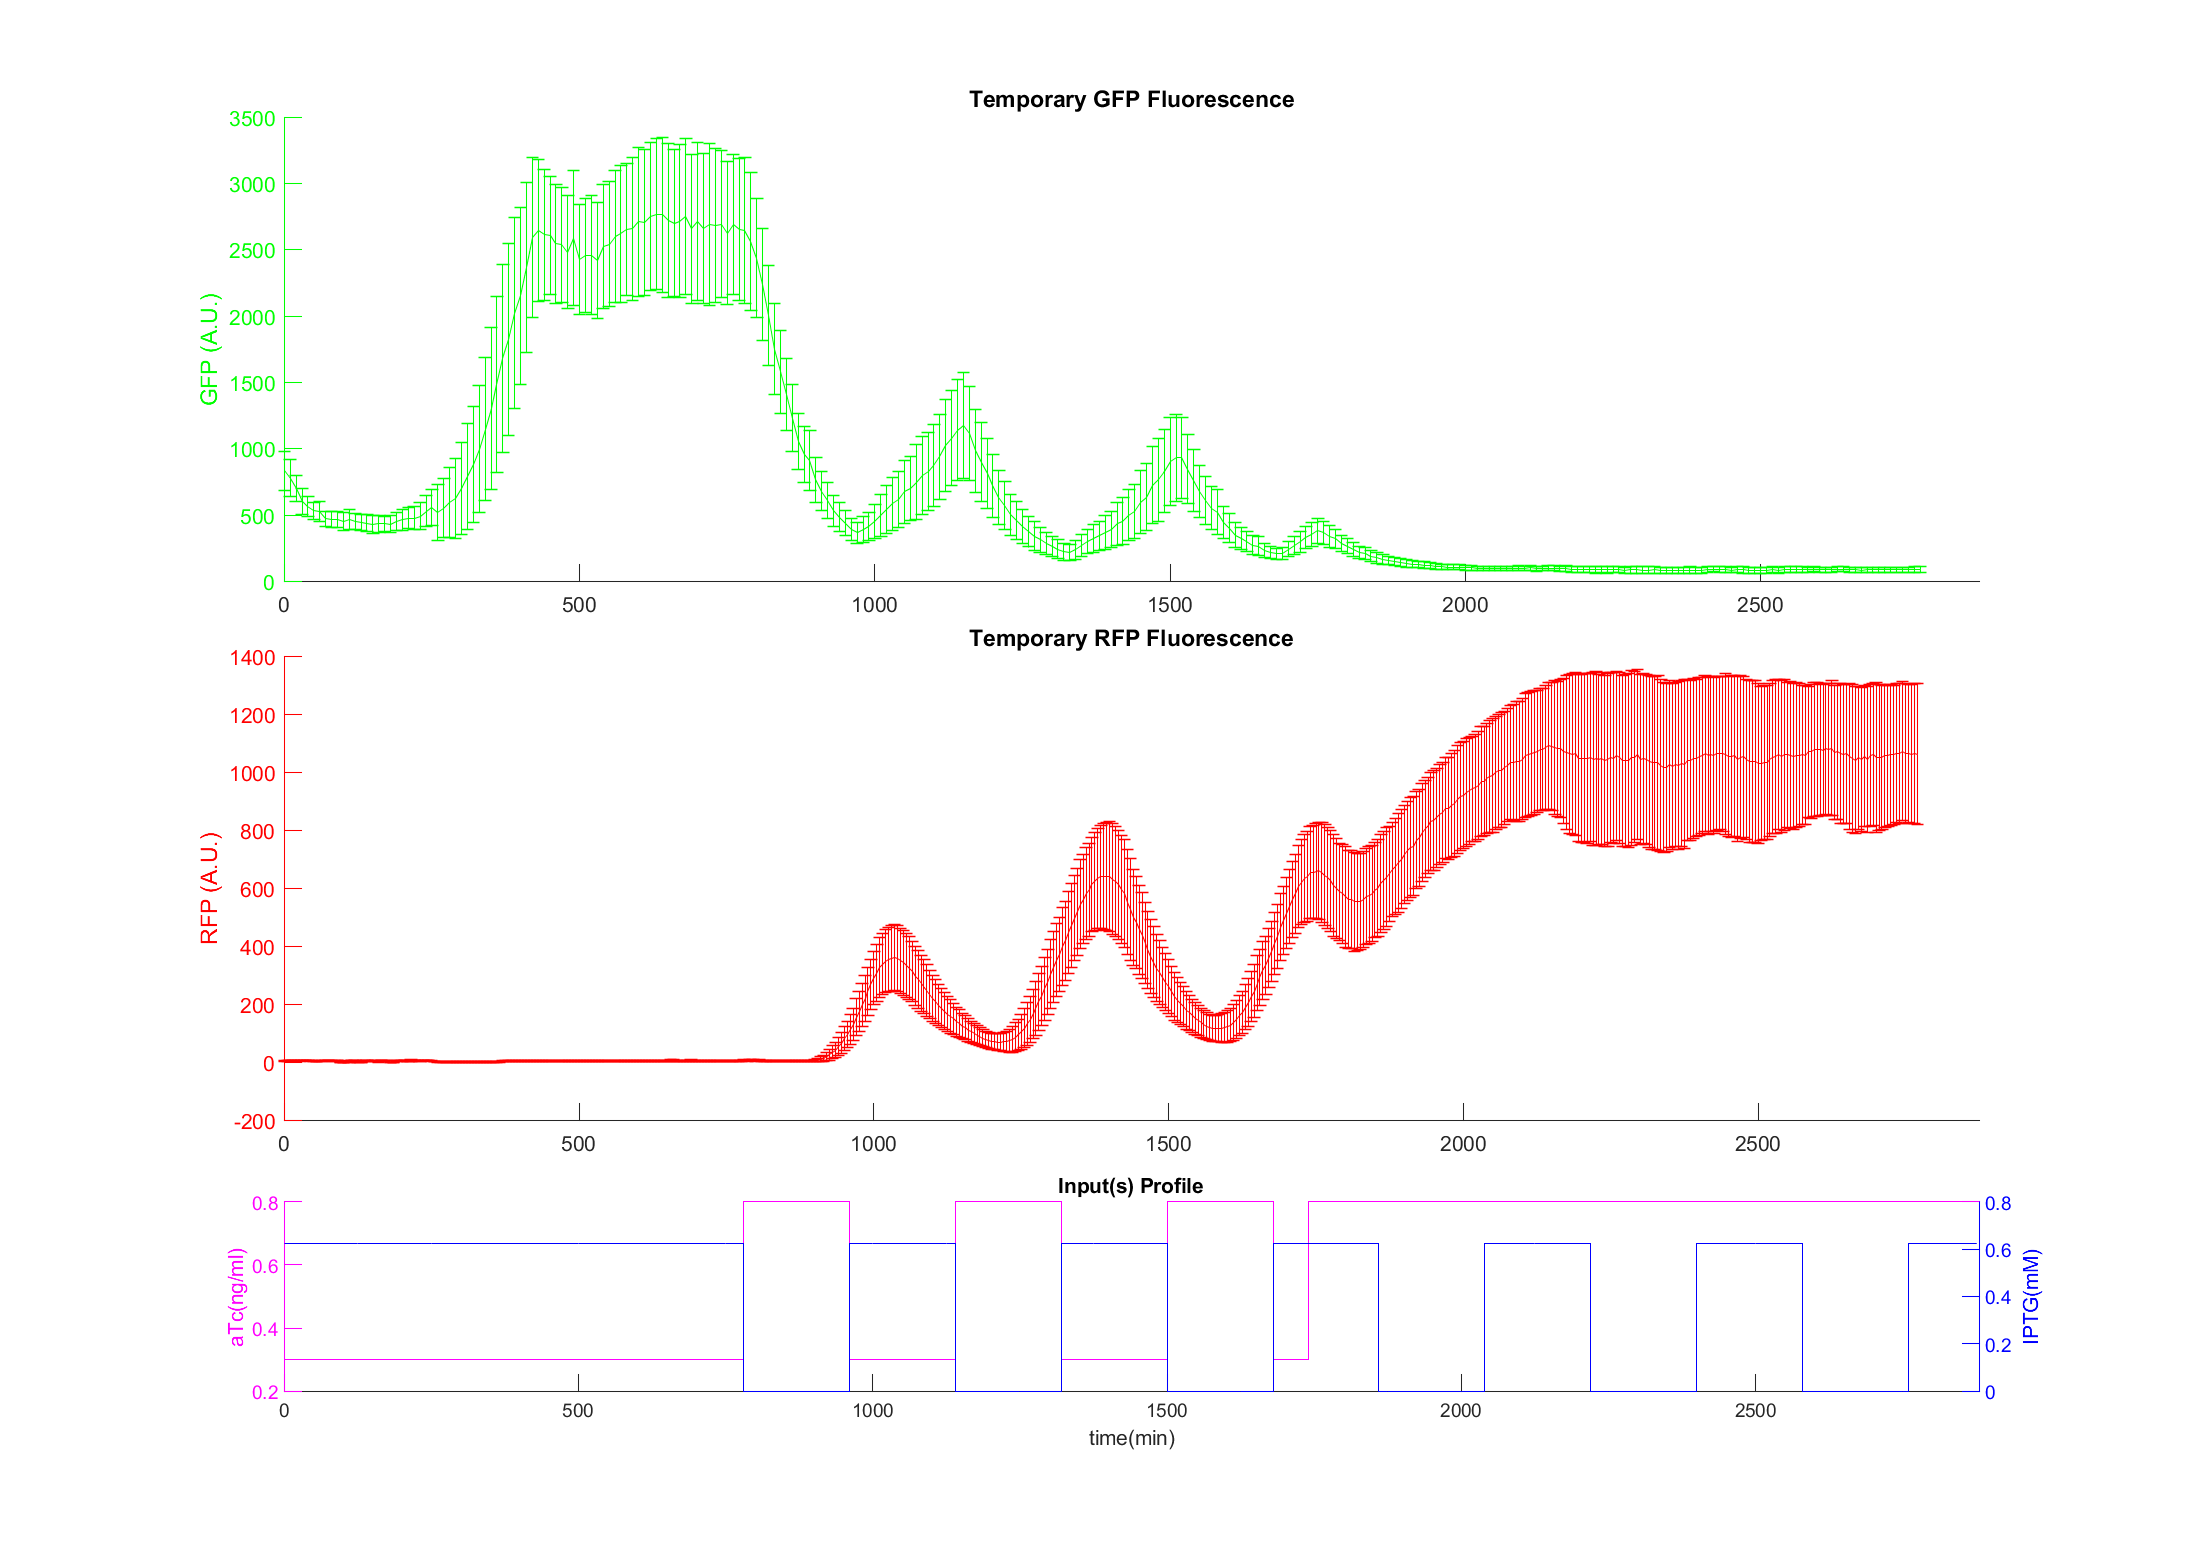 Temporary GFP Fluorescence
3500
3000
2500
2000
1500
1000
500
0
GFP (A.U.)
0 500 1000 1500 2000 2500
Temporary RFP Fluorescence
1400
1200
1000
800
600
400
200
0
-200
RFP (A.U.)
0 500 1000 1500 2000 2500
Input(s) Profile
0.8
0.6
0.4
0.2
aTc(ng/ml)
0.8
0.6
0.4
0.2
0
IPTG(mM)
0 500 1000 1500 2000 2500
time(min)